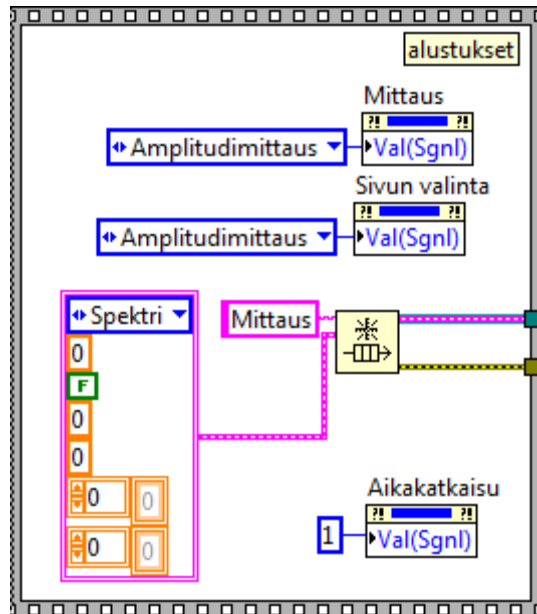 alustukset
Mittaus
?! ?!
Amplitudimittaus
Val(Sgnl)
Sivun valinta
?! ?!
Amplitudimittaus
Val(Sgnl)
Spektri
Mittaus
0
F
0
0
0 0
0 0
Aikakatkaisu
?! ?!
1
Val(Sgnl)